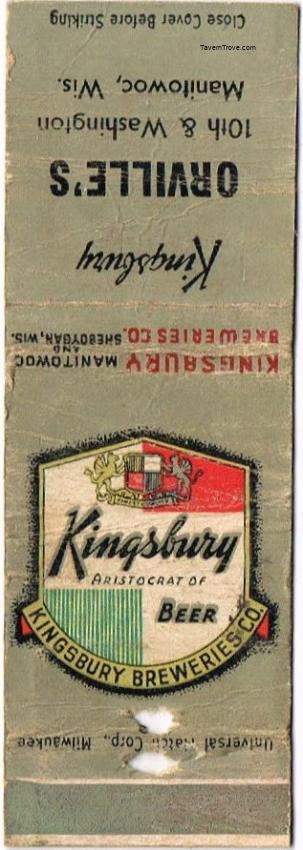 Close Cover Before Striking
TavernTrove.com
Manitowoc, Wis.
10th & Washington
ORVILLE'S
Kingsbury
KINGSBURY MANITOWOC
AND
BREWERIES CO. SHEBOYGAN, WIS.
Kingsbury
ARISTOCRAT OF
BEER
KINGSBURY BREWERIES CO.
Universal Match Corp., Milwaukee